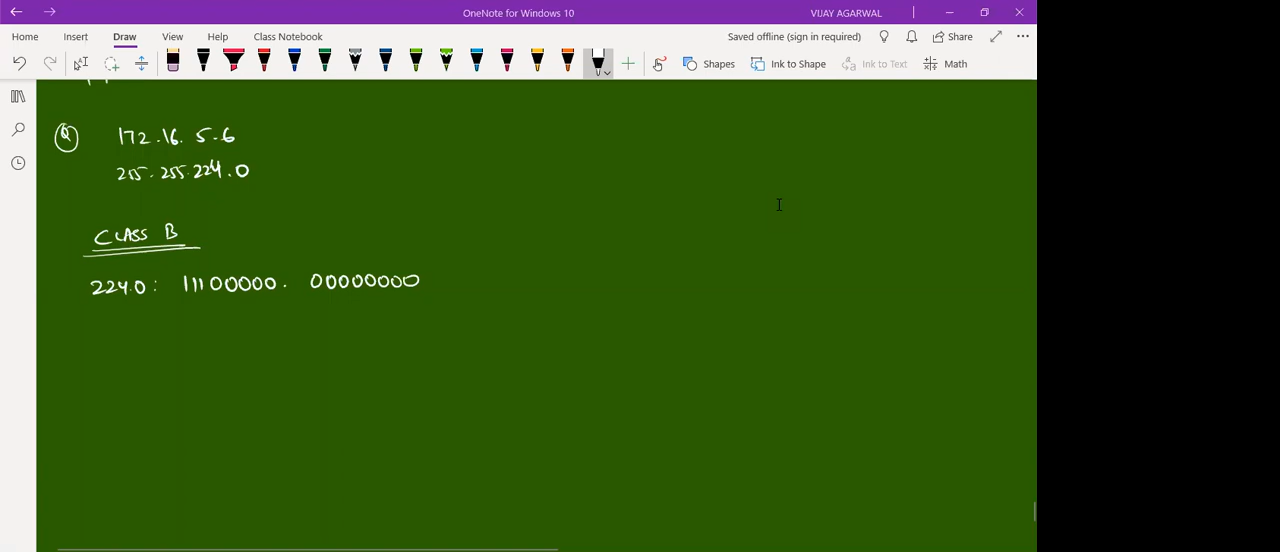 OneNote for Windows 10
VIJAY AGARWAL
Home Insert Draw View Help Class Notebook
Saved offline (sign in required) Share
Shapes Ink to Shape Ink to Text Math
Q 172.16.5.6
255.255.224.0
CLASS B
224.0: 11100000. 00000000